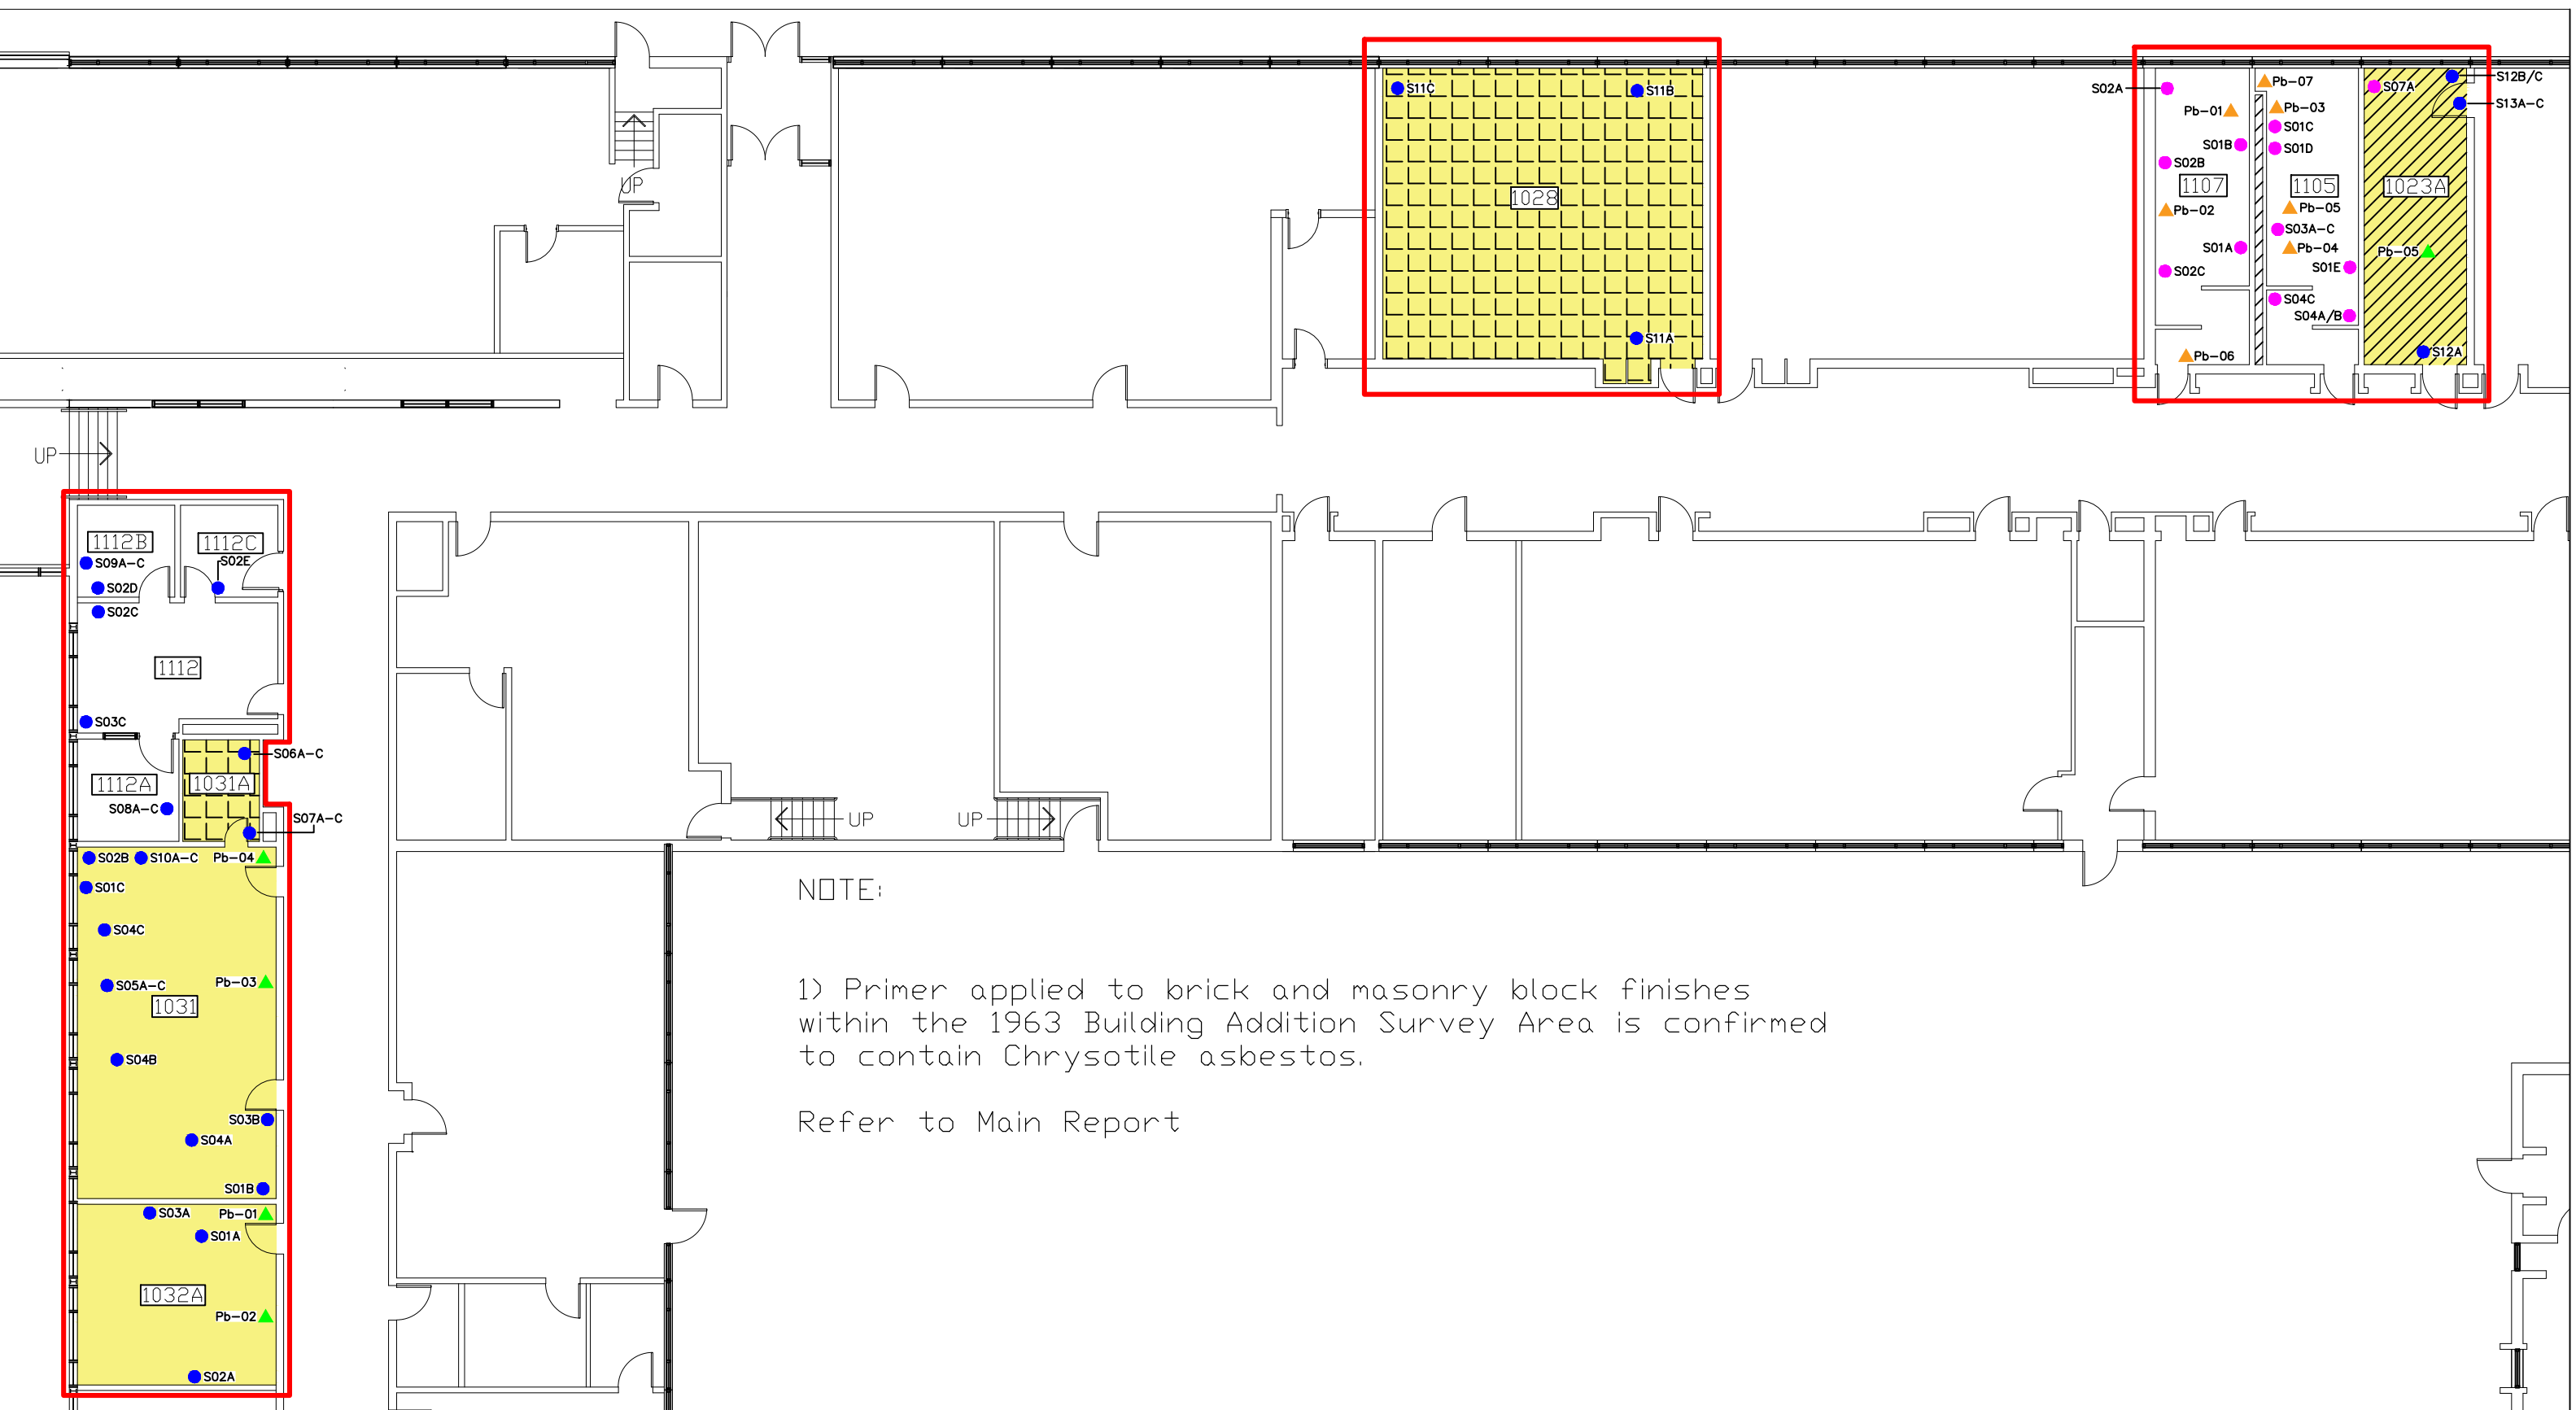 S12B/C
S02A
S11C
S11B
Pb-07
S07A
S13A-C
Pb-01
Pb-03
S01C
S01B
S01D
S02B
UP
1107
1105
1023A
1028
Pb-02
Pb-05
S03A-C
S01A
Pb-04
Pb-05
S02C
S01E
S04C
S04A/B
S11A
Pb-06
S12A
UP
1112B
1112C
S09A-C
S02E
S02D
S02C
1112
S03C
S06A-C
1112A
1031A
S08A-C
S07A-C
UP
UP
S02B
S10A-C
Pb-04
S01C
S04C
Pb-03
S05A-C
1031
S04B
S03B
S04A
S01B
S03A
Pb-01
S01A
1032A
Pb-02
S02A
NOTE:
1) Primer applied to brick and masonry block finishes
within the 1963 Building Addition Survey Area is confirmed
to contain Chrysotile asbestos.
Refer to Main Report